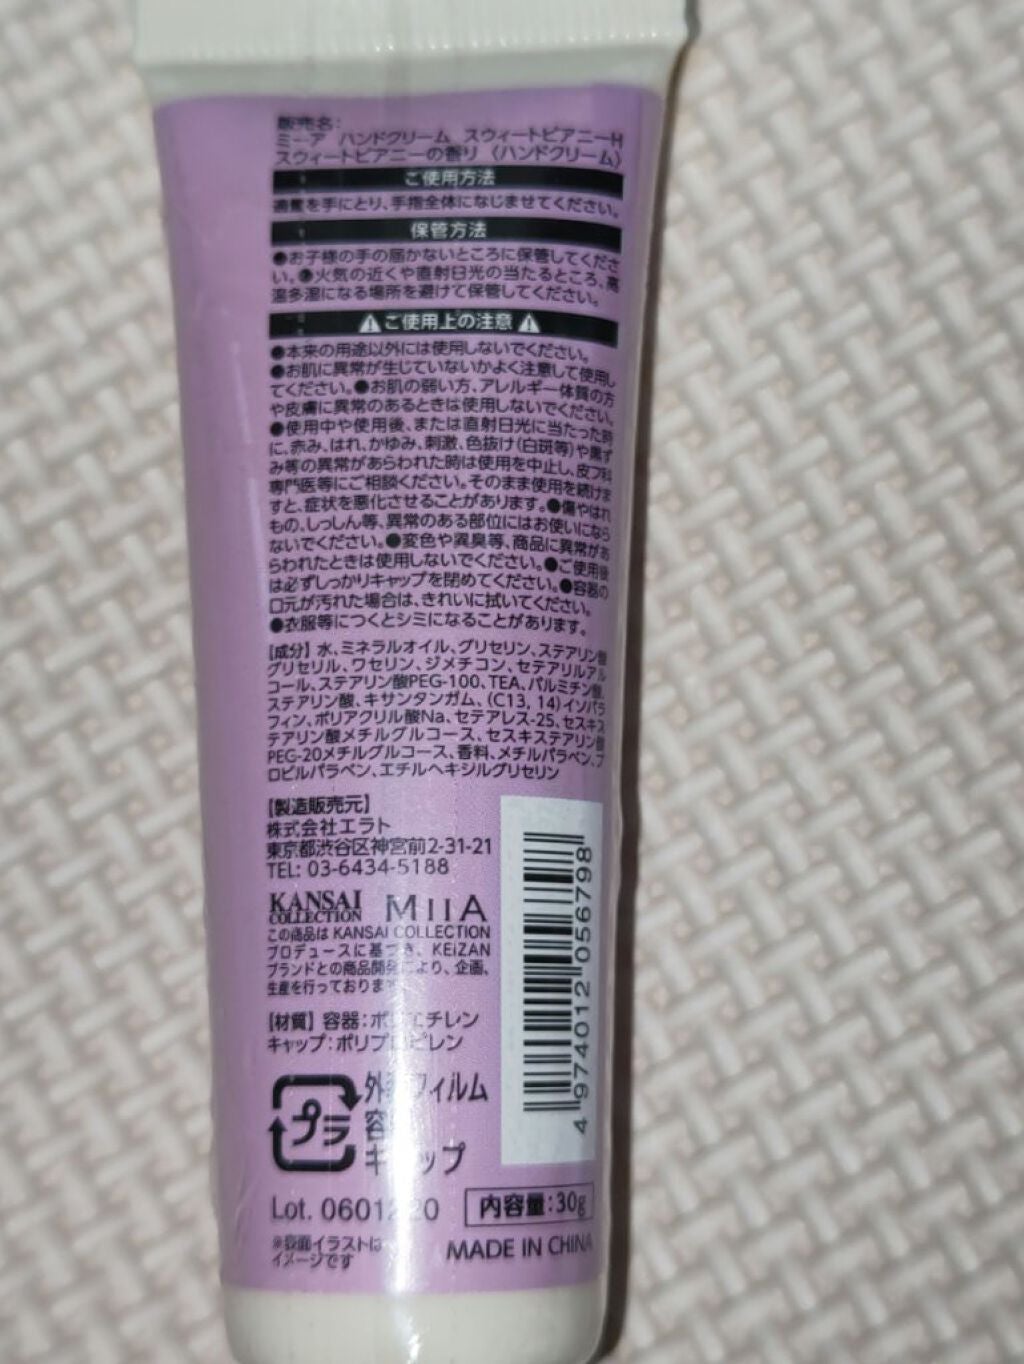 販売名:
ミーア ハンドクリーム スウィートピアニーH
スウィートピアニーの香り〈ハンドクリーム〉
ご使用方法
適量を手にとり、手指全体になじませてください。
保管方法
●お子様の手の届かないところに保管してくださ
い。●火気の近くや直射日光の当たるところ、高
温多湿になる場所を避けて保管してください。
⚠ご使用上の注意⚠
●本来の用途以外には使用しないでください。
●お肌に異常が生じていないかよく注意して使用し
てください。●お肌の弱い方、アレルギー体質の方
や皮膚に異常のあるときは使用しないでください。
●使用中や使用後、または直射日光に当たった時
に、赤み、はれ、かゆみ、刺激、色抜け(白斑等)や黒ず
み等の異常があらわれた時は使用を中止し、皮フ科
専門医等にご相談ください。そのまま使用を続けま
すと、症状を悪化させることがあります。●傷やはれ
もの、しっしん等、異常のある部位にはお使いになら
ないでください。●変色や異臭等、商品に異常があ
らわれたときは使用しないでください。●ご使用後
は必ずしっかりキャップを閉めてください。●容器の
口元が汚れた場合は、きれいに拭いてください。
●衣服等につくとシミになることがあります。
【成分】水、ミネラルオイル、グリセリン、ステアリン酸
グリセリル、ワセリン、ジメチコン、セテアリルアル
コール、ステアリン酸PEG-100、TEA、パルミチン酸、
ステアリン酸、キサンタンガム、(C13, 14)イソパラ
フィン、ポリアクリル酸Na、セテアレス-25、セスキス
テアリン酸メチルグルコース、セスキステアリン酸
PEG-20メチルグルコース、香料、メチルパラベン、プ
ロピルパラベン、エチルヘキシルグリセリン
【製造販売元】
株式会社エラト
東京都渋谷区神宮前2-31-21
TEL: 03-6434-5188
KANSAI COLLECTION MIIA
この商品は KANSAI COLLECTION
プロデュースに基づき、KEiZAN
ブランドとの商品開発により、企画、
生産を行っております
【材質】容器:ポリエチレン
キャップ:ポリプロピレン
プラ
外装フィルム
容
キャップ
4974012056798
Lot. 0601 20
内容量:30g
※表面イラストは
イメージです
MADE IN CHINA